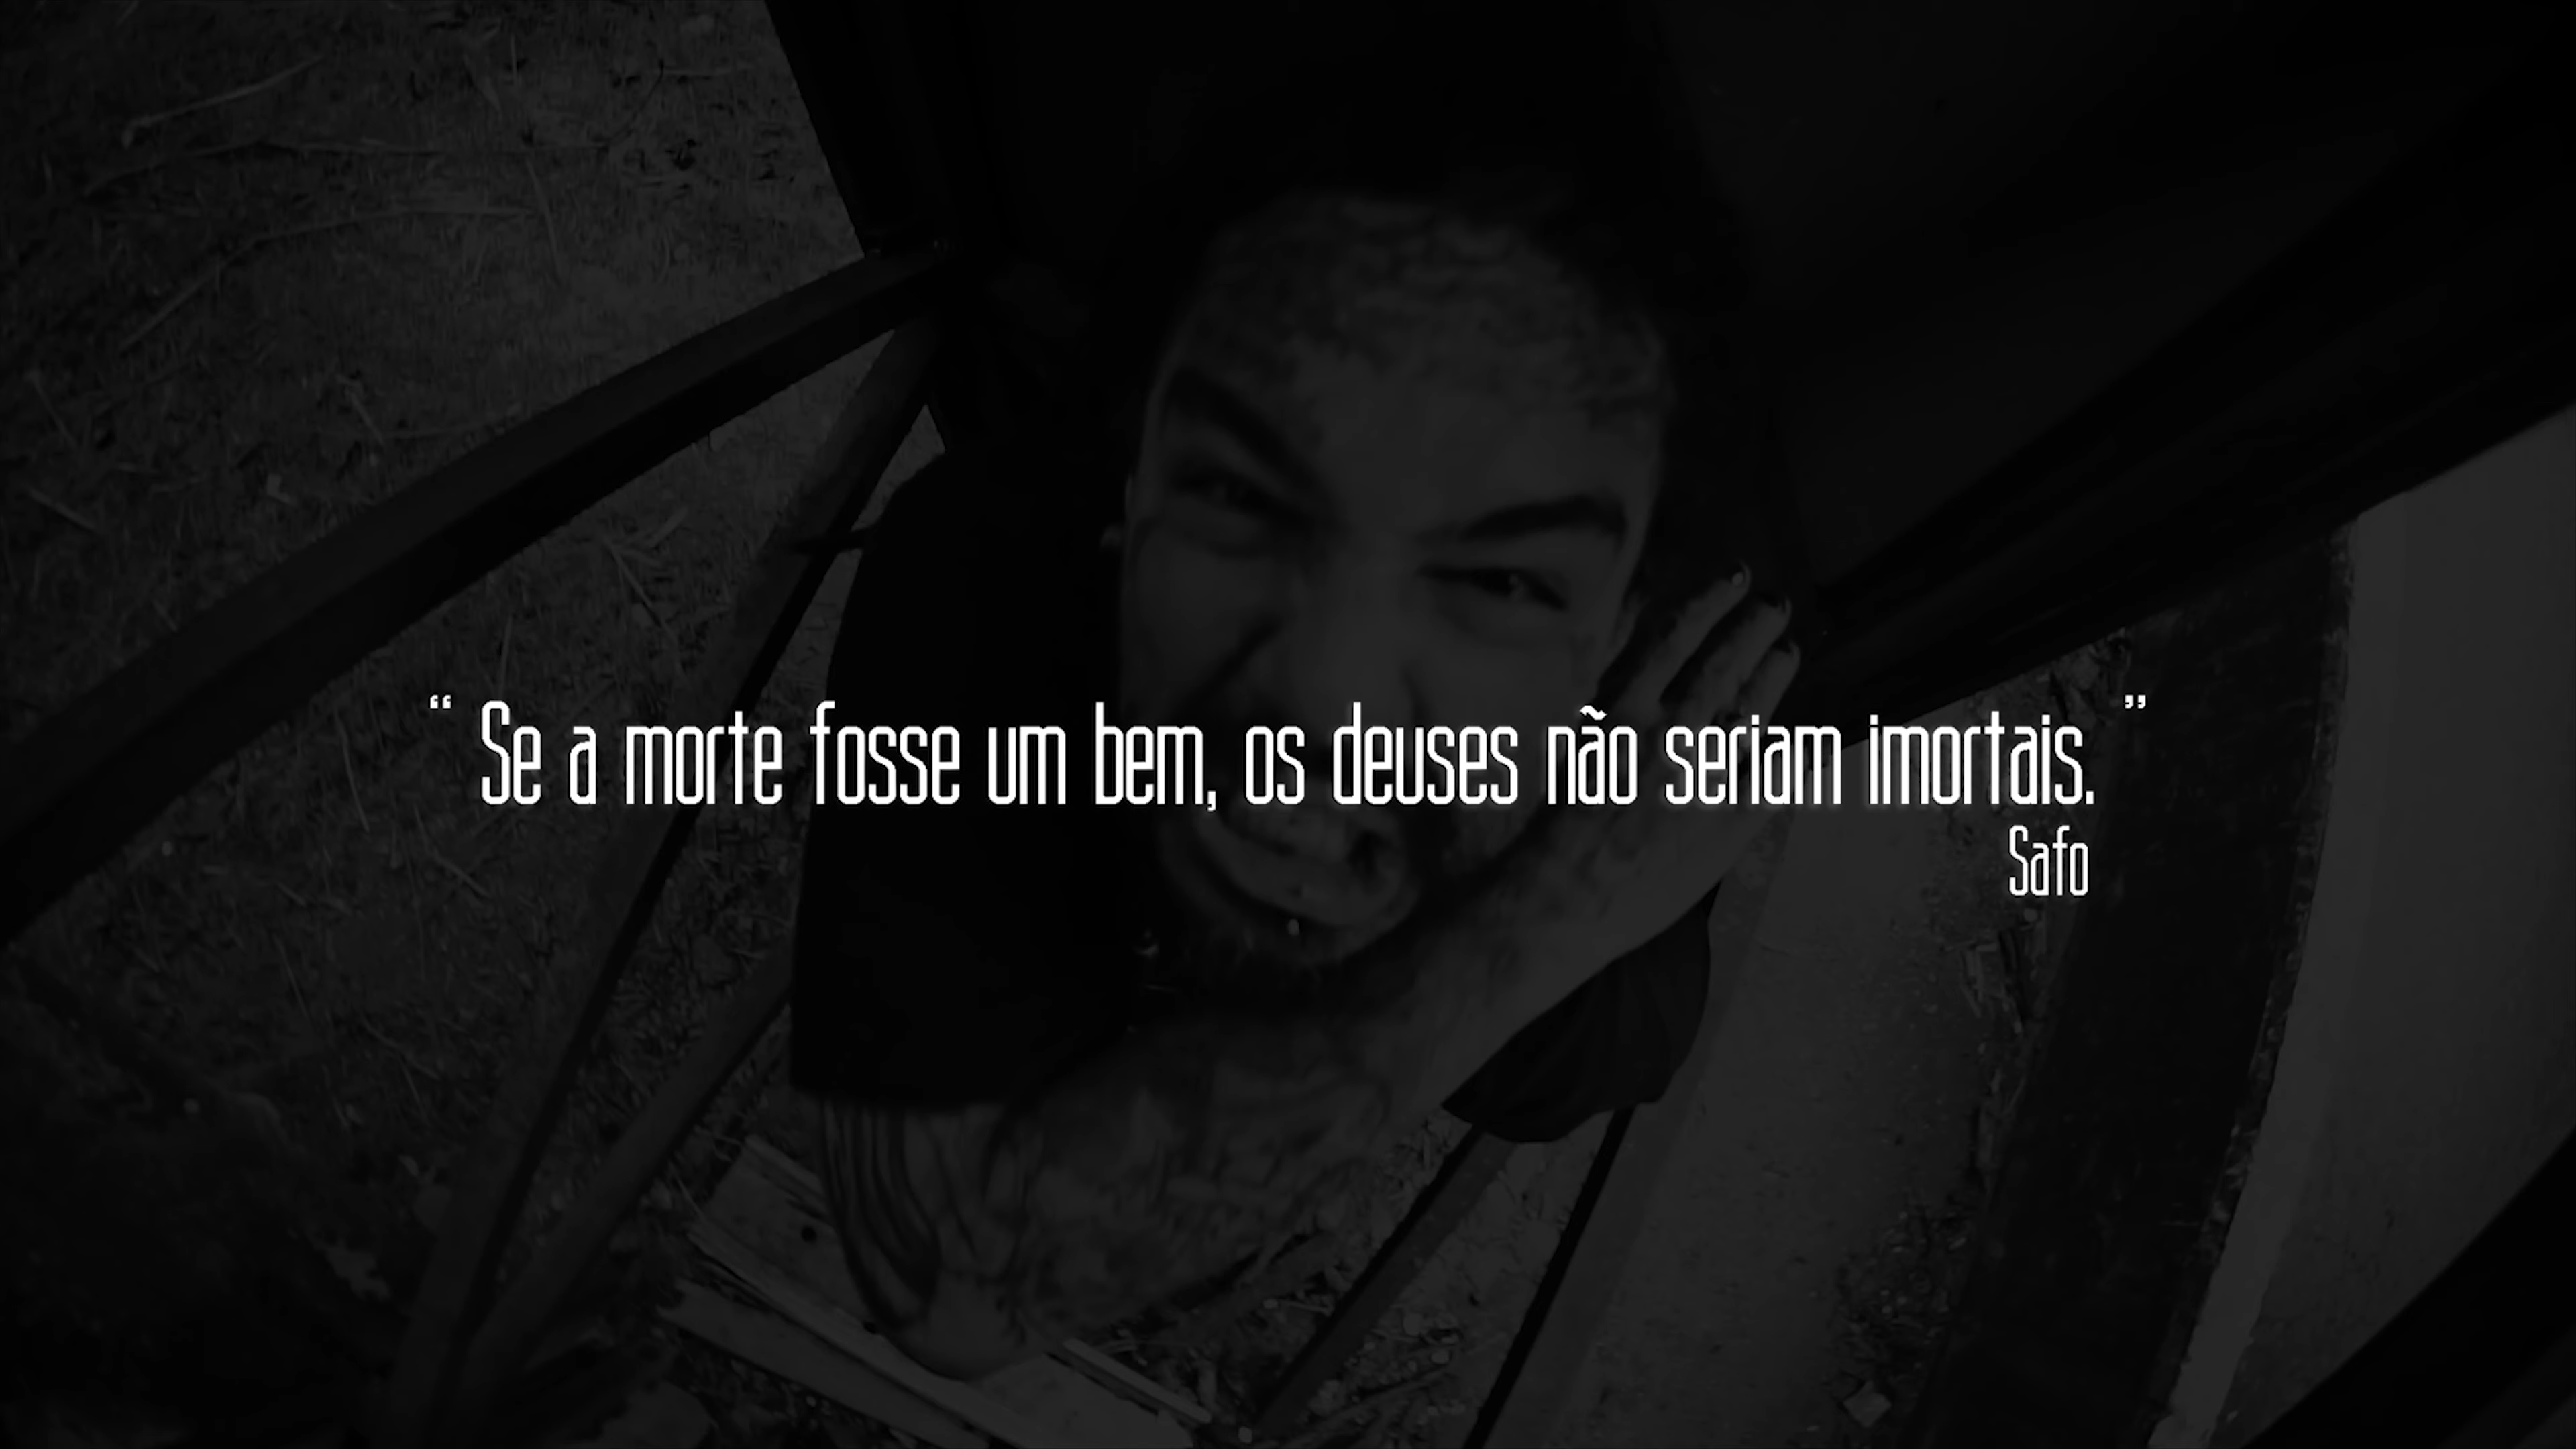 “ Se a morte fosse um bem, os deuses não seriam imortais. ”
Safo